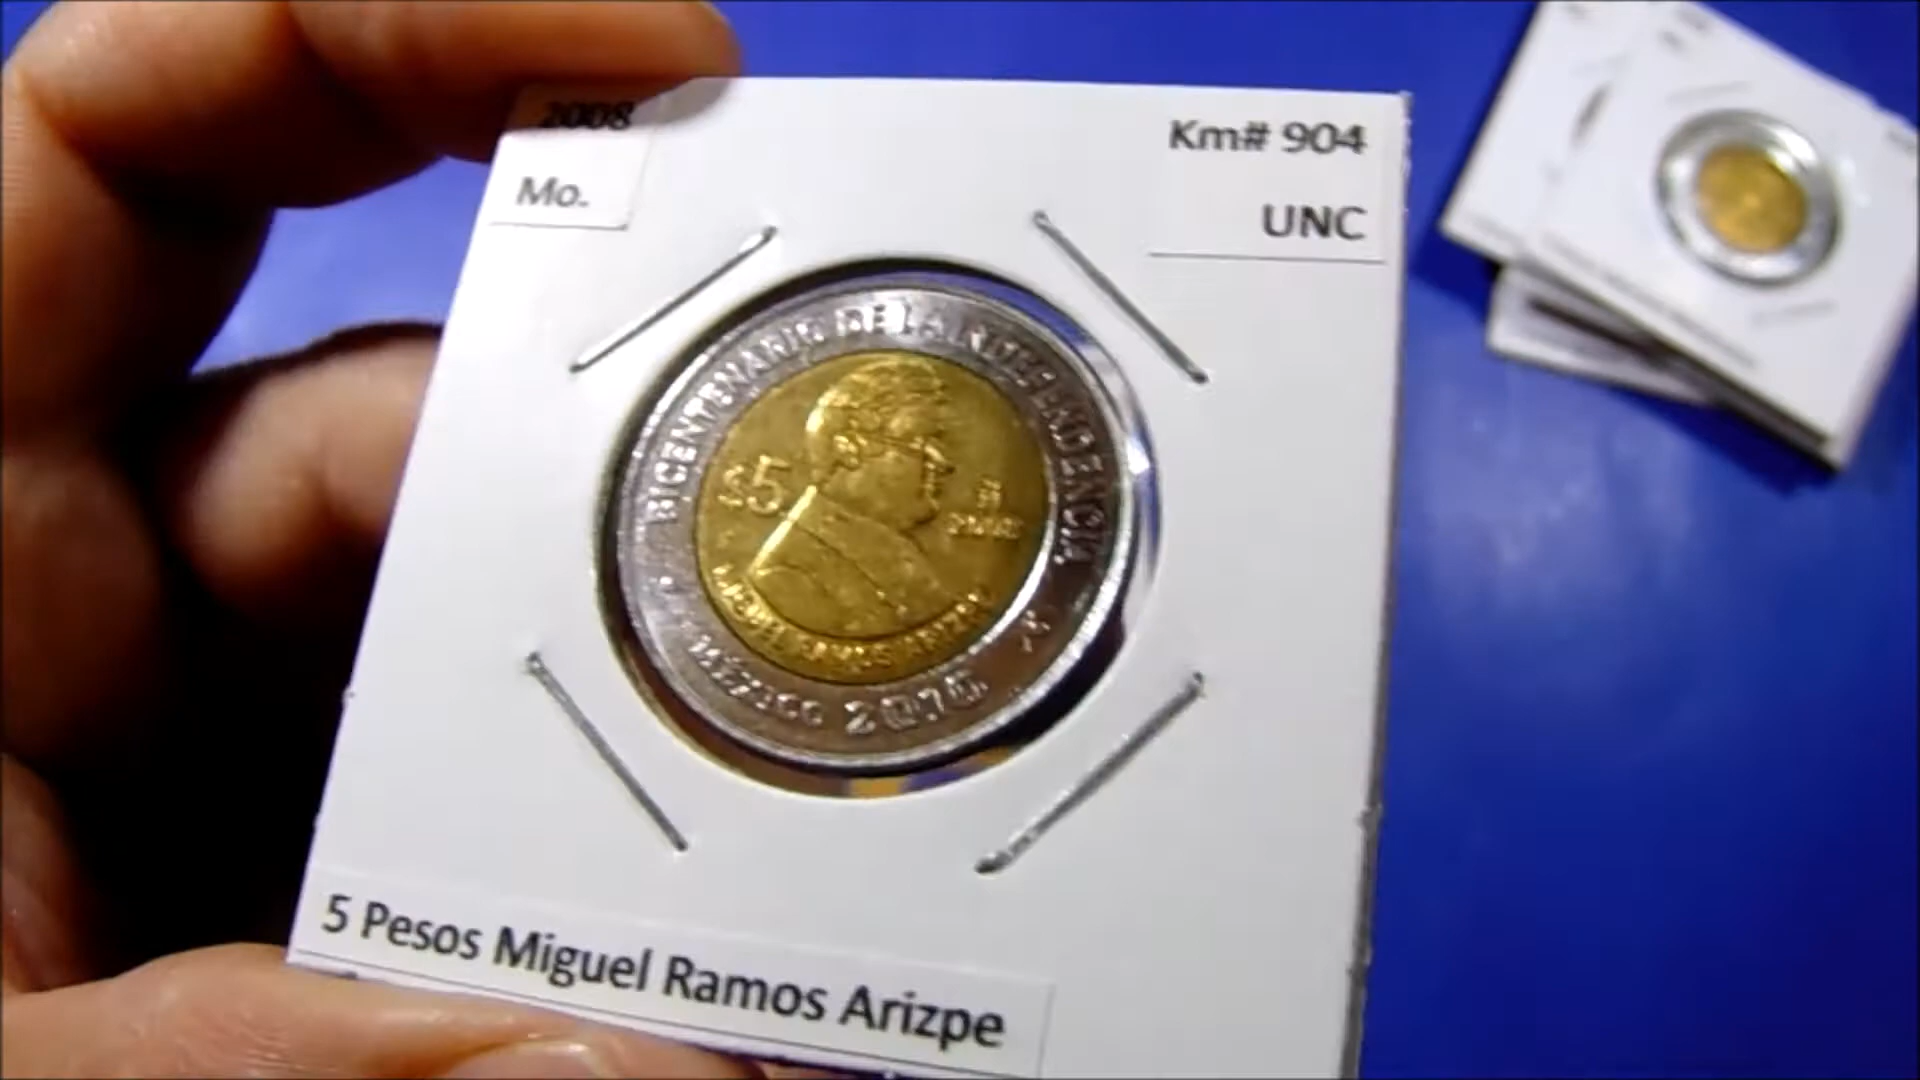 2008
Mo.
Km# 904
UNC
BICENTENARIO DE LA INDEPENDENCIA
$5
MIGUEL RAMOS ARIZPE
MÉXICO 2010
5 Pesos Miguel Ramos Arizpe